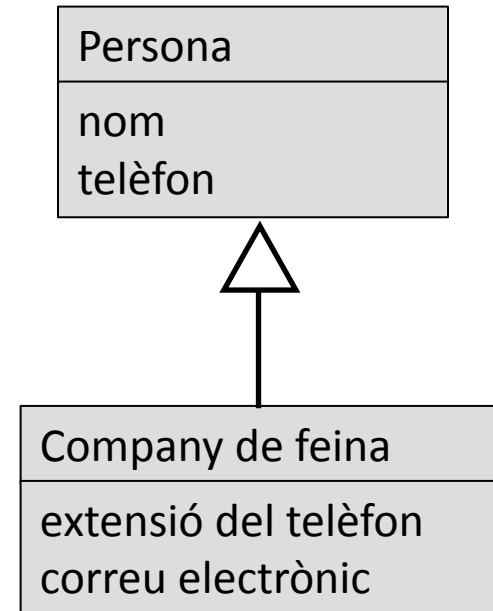 Persona
nom
telèfon
Company de feina
extensió del telèfon
correu electrònic